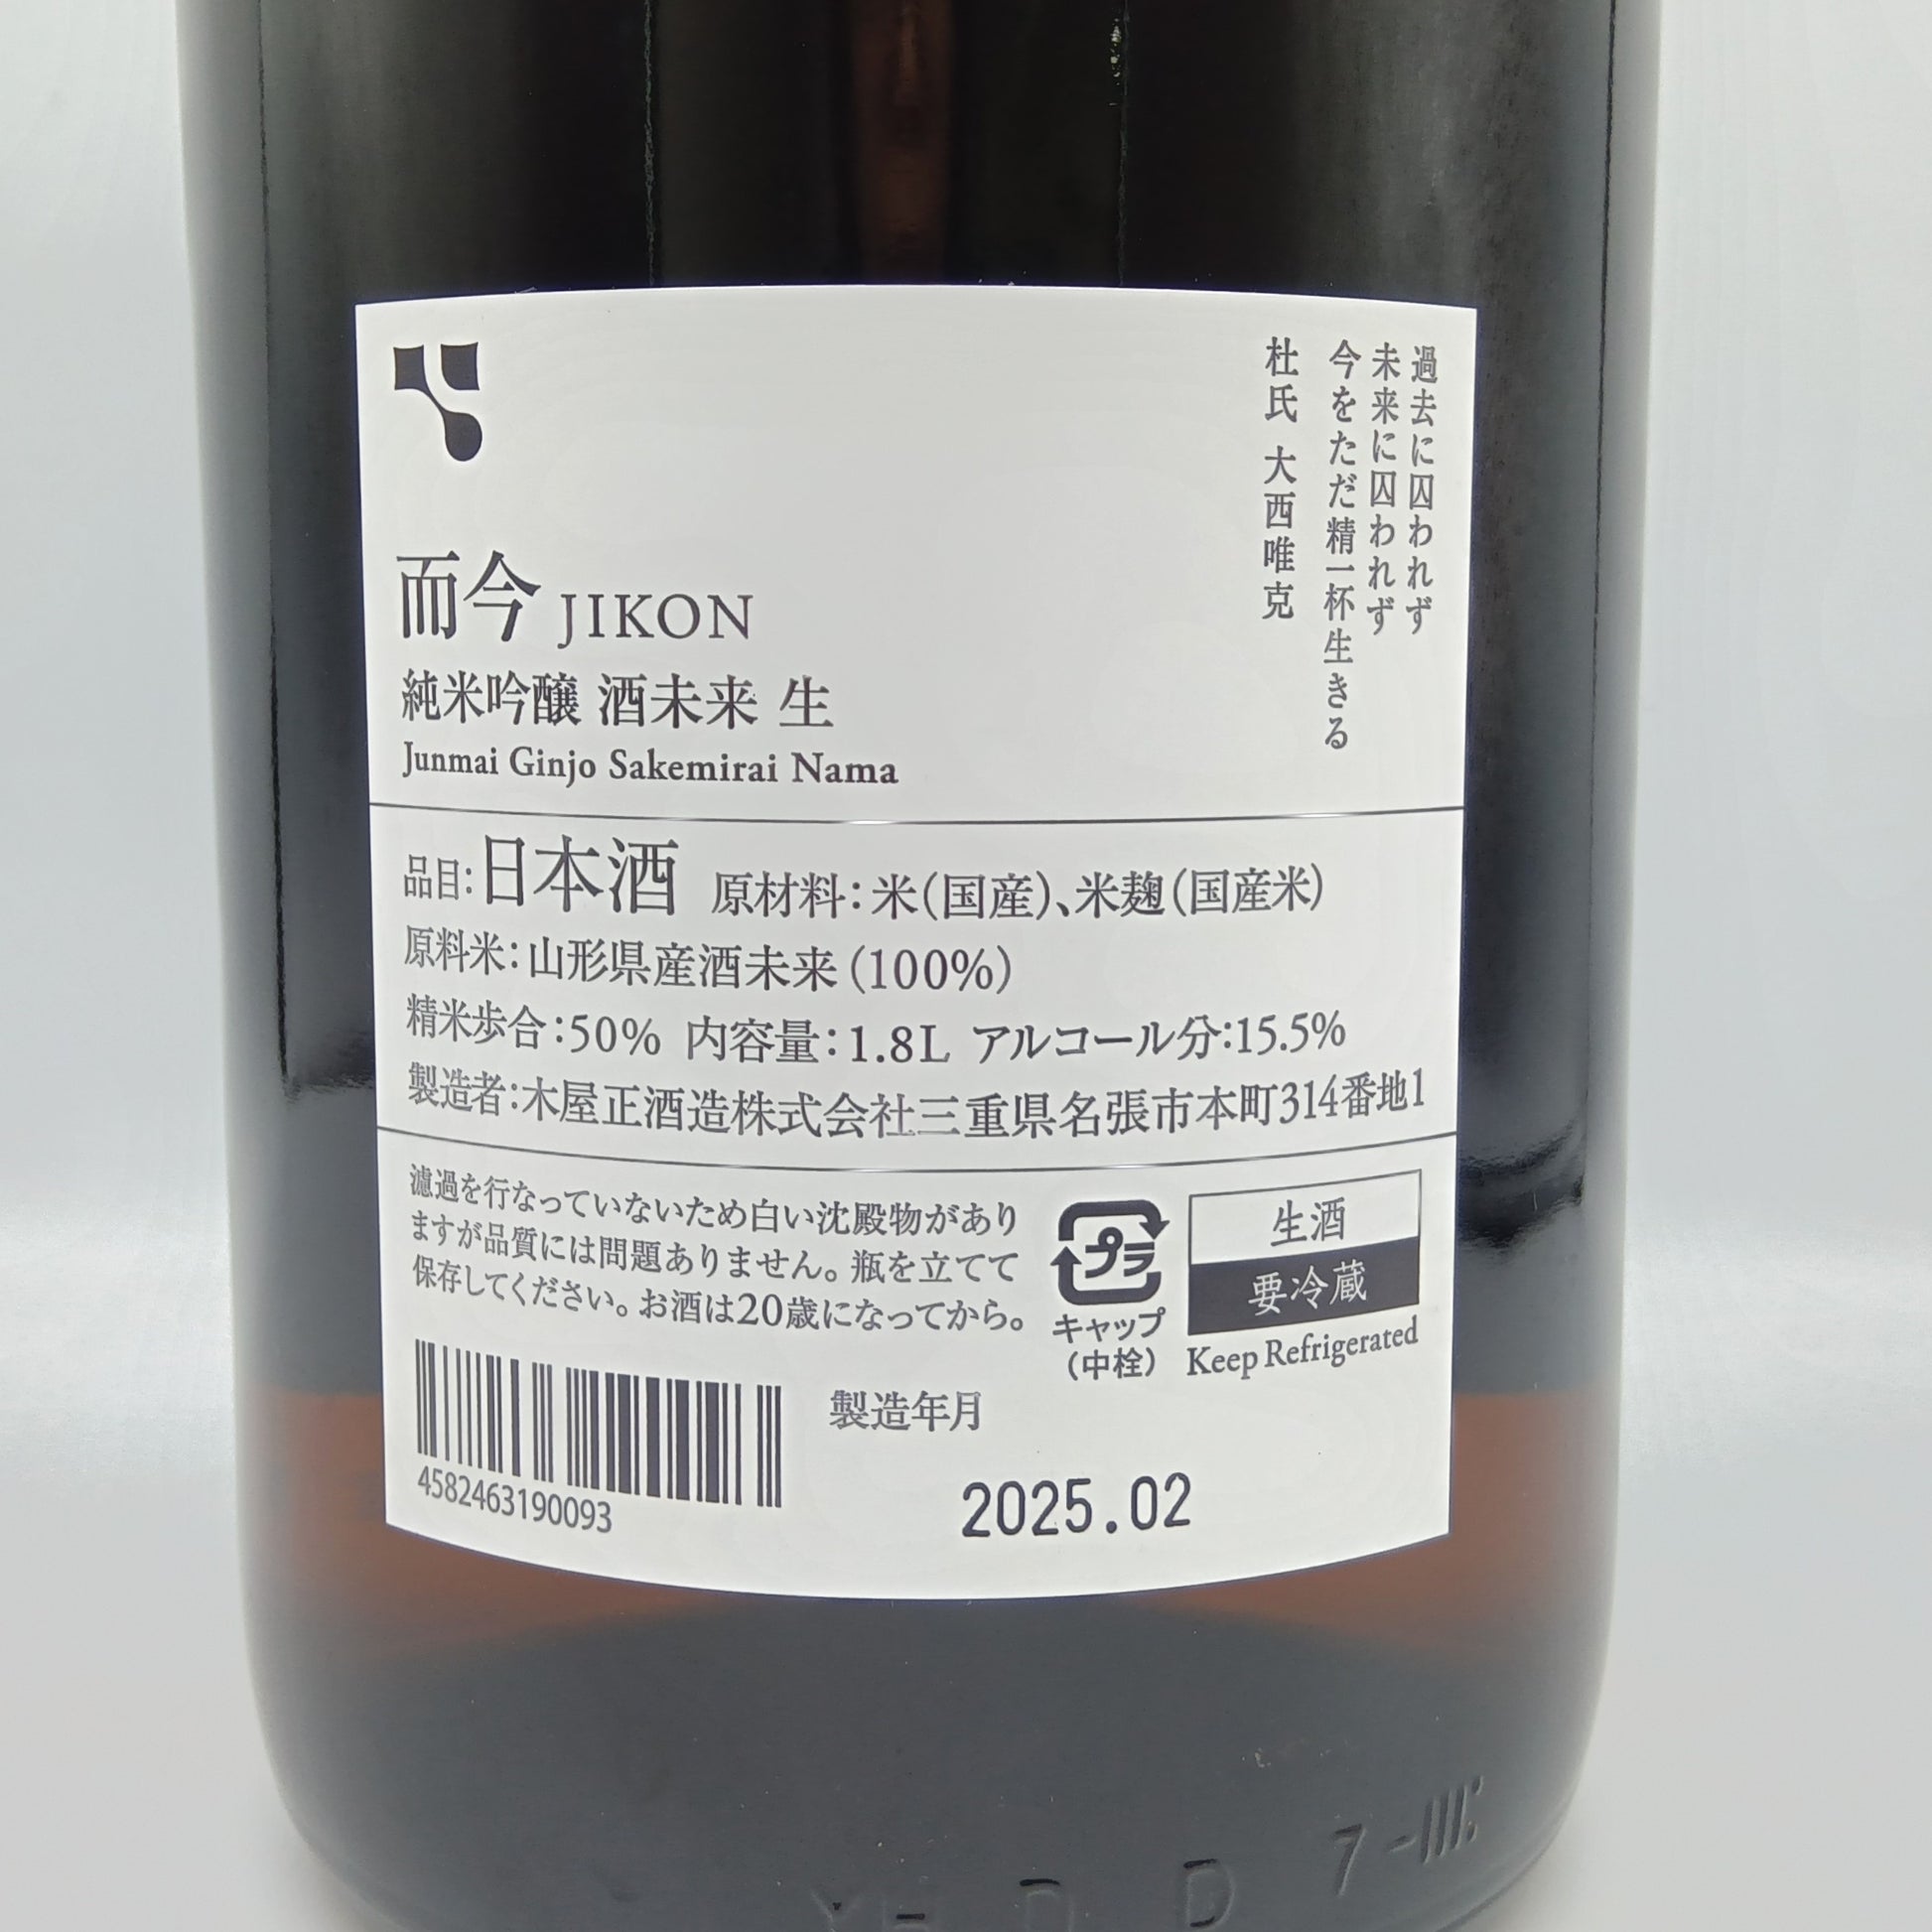 過去に囚われず
未来に囚われず
今をただ精一杯生きる
杜氏 大西唯克
而今 JIKON
純米吟醸 酒未来 生
Junmai Ginjo Sakemirai Nama
品目:日本酒 原材料:米(国産)、米麹(国産米)
原料米:山形県産酒未来(100%)
精米歩合:50% 内容量:1.8L アルコール分:15.5%
製造者:木屋正酒造株式会社三重県名張市本町314番地1
濾過を行なっていないため白い沈殿物があり
ますが品質には問題ありません。瓶を立てて
保存してください。お酒は20歳になってから。
プラ
キャップ
(中栓)
生酒
要冷蔵
Keep Refrigerated
4582463190093
製造年月
2025.02
D D 7